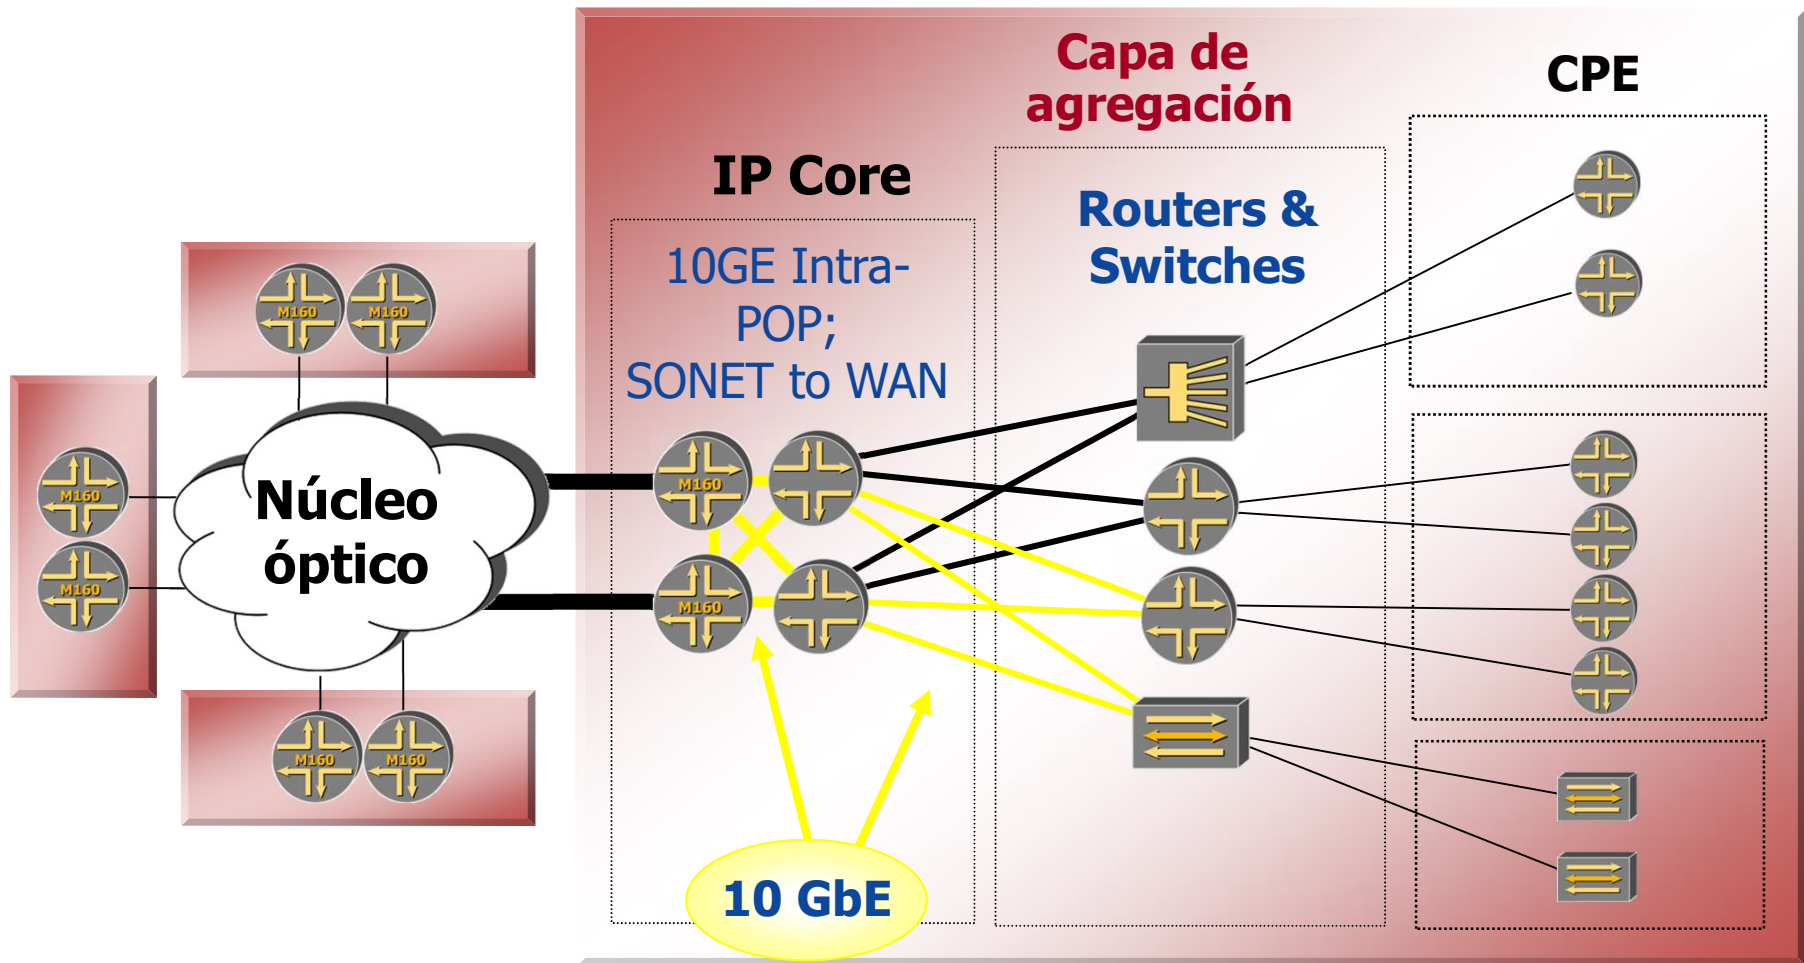 Capa de
agregación
CPE
IP Core
Routers &
Switches
10GE Intra-
POP;
SONET to WAN
M160
M160
M160
M160
M160
M160
Núcleo
óptico
M160
M160
M160
10 GbE